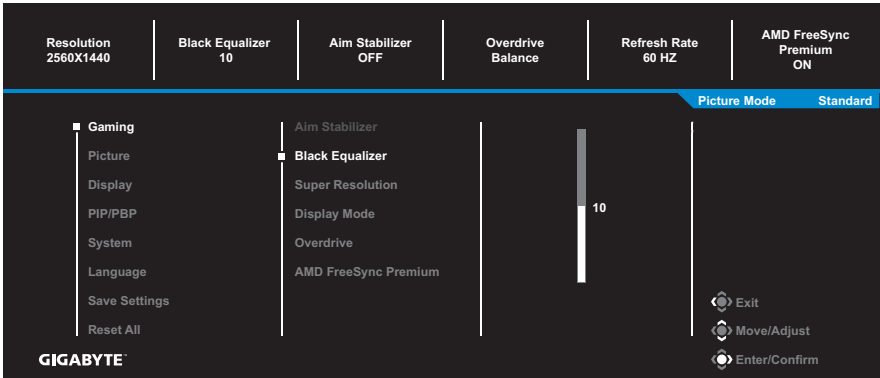 Resolution
2560X1440
Black Equalizer
10
Aim Stabilizer
OFF
Overdrive
Balance
Refresh Rate
60 HZ
AMD FreeSync
Premium
ON
Picture Mode Standard
Gaming
Picture
Display
PIP/PBP
System
Language
Save Settings
Reset All
Aim Stabilizer
Black Equalizer
Super Resolution
Display Mode
Overdrive
AMD FreeSync Premium
10
Exit
Move/Adjust
Enter/Confirm
GIGABYTE™